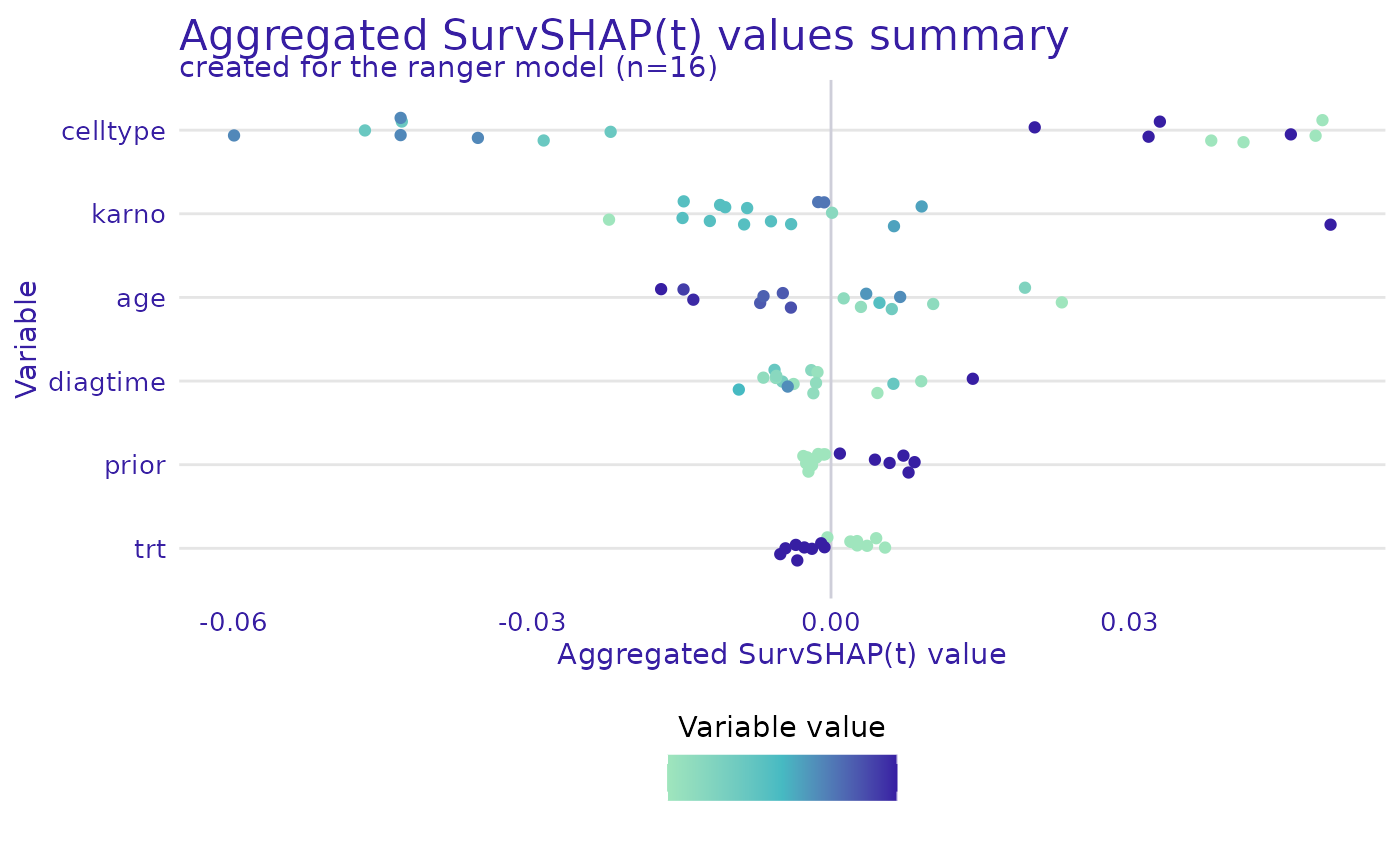 Aggregated SurvSHAP(t) values summary
created for the ranger model (n=16)
Variable
celltype
karno
age
diagtime
prior
trt
-0.06 -0.03 0.00 0.03
Aggregated SurvSHAP(t) value
Variable value